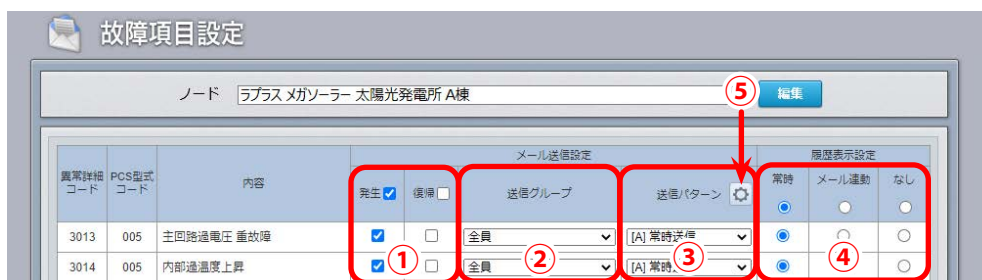 故障項目設定
ノード ラプラス メガソーラー 太陽光発電所 A棟 編集
⑤
メール送信設定 履歴表示設定
異常詳細コード PCS型式コード 内容 発生 復帰 送信グループ 送信パターン 常時 メール連動 なし
3013 005 主回路過電圧 重故障 全員 [A] 常時送信
3014 005 内部過温度上昇 全員 [A] 常時
① ② ③ ④